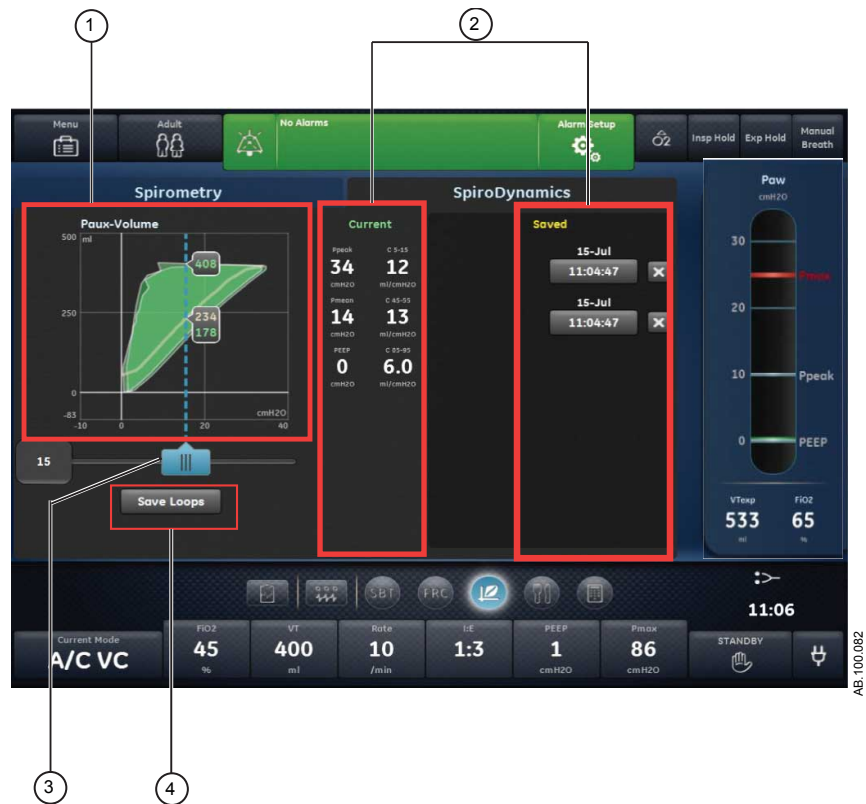 1
2
Menu
Adult
No Alarms
Alarm Setup
O2
Insp Hold
Exp Hold
Manual
Breath
Spirometry
SpiroDynamics
Paw
cmH2O
30
Pmax
20
10
Ppeak
0
PEEP
VTexp
FiO2
533
65
ml
%
Paux-Volume
500
ml
250
0
-83
-10
0
20
40
cmH2O
408
234
178
15
Save Loops
Current
Ppeak
C 5-15
34
12
cmH2O
ml/cmH2O
Pmean
C 45-55
14
13
cmH2O
ml/cmH2O
PEEP
C 85-95
0
6.0
cmH2O
ml/cmH2O
Saved
15-Jul
11:04:47
15-Jul
11:04:47
SBT
FRC
11:06
Current Mode
A/C VC
FiO2
45
%
VT
400
ml
Rate
10
/min
I:E
1:3
PEEP
1
cmH2O
Pmax
86
cmH2O
STANDBY
AB.100.082
3
4